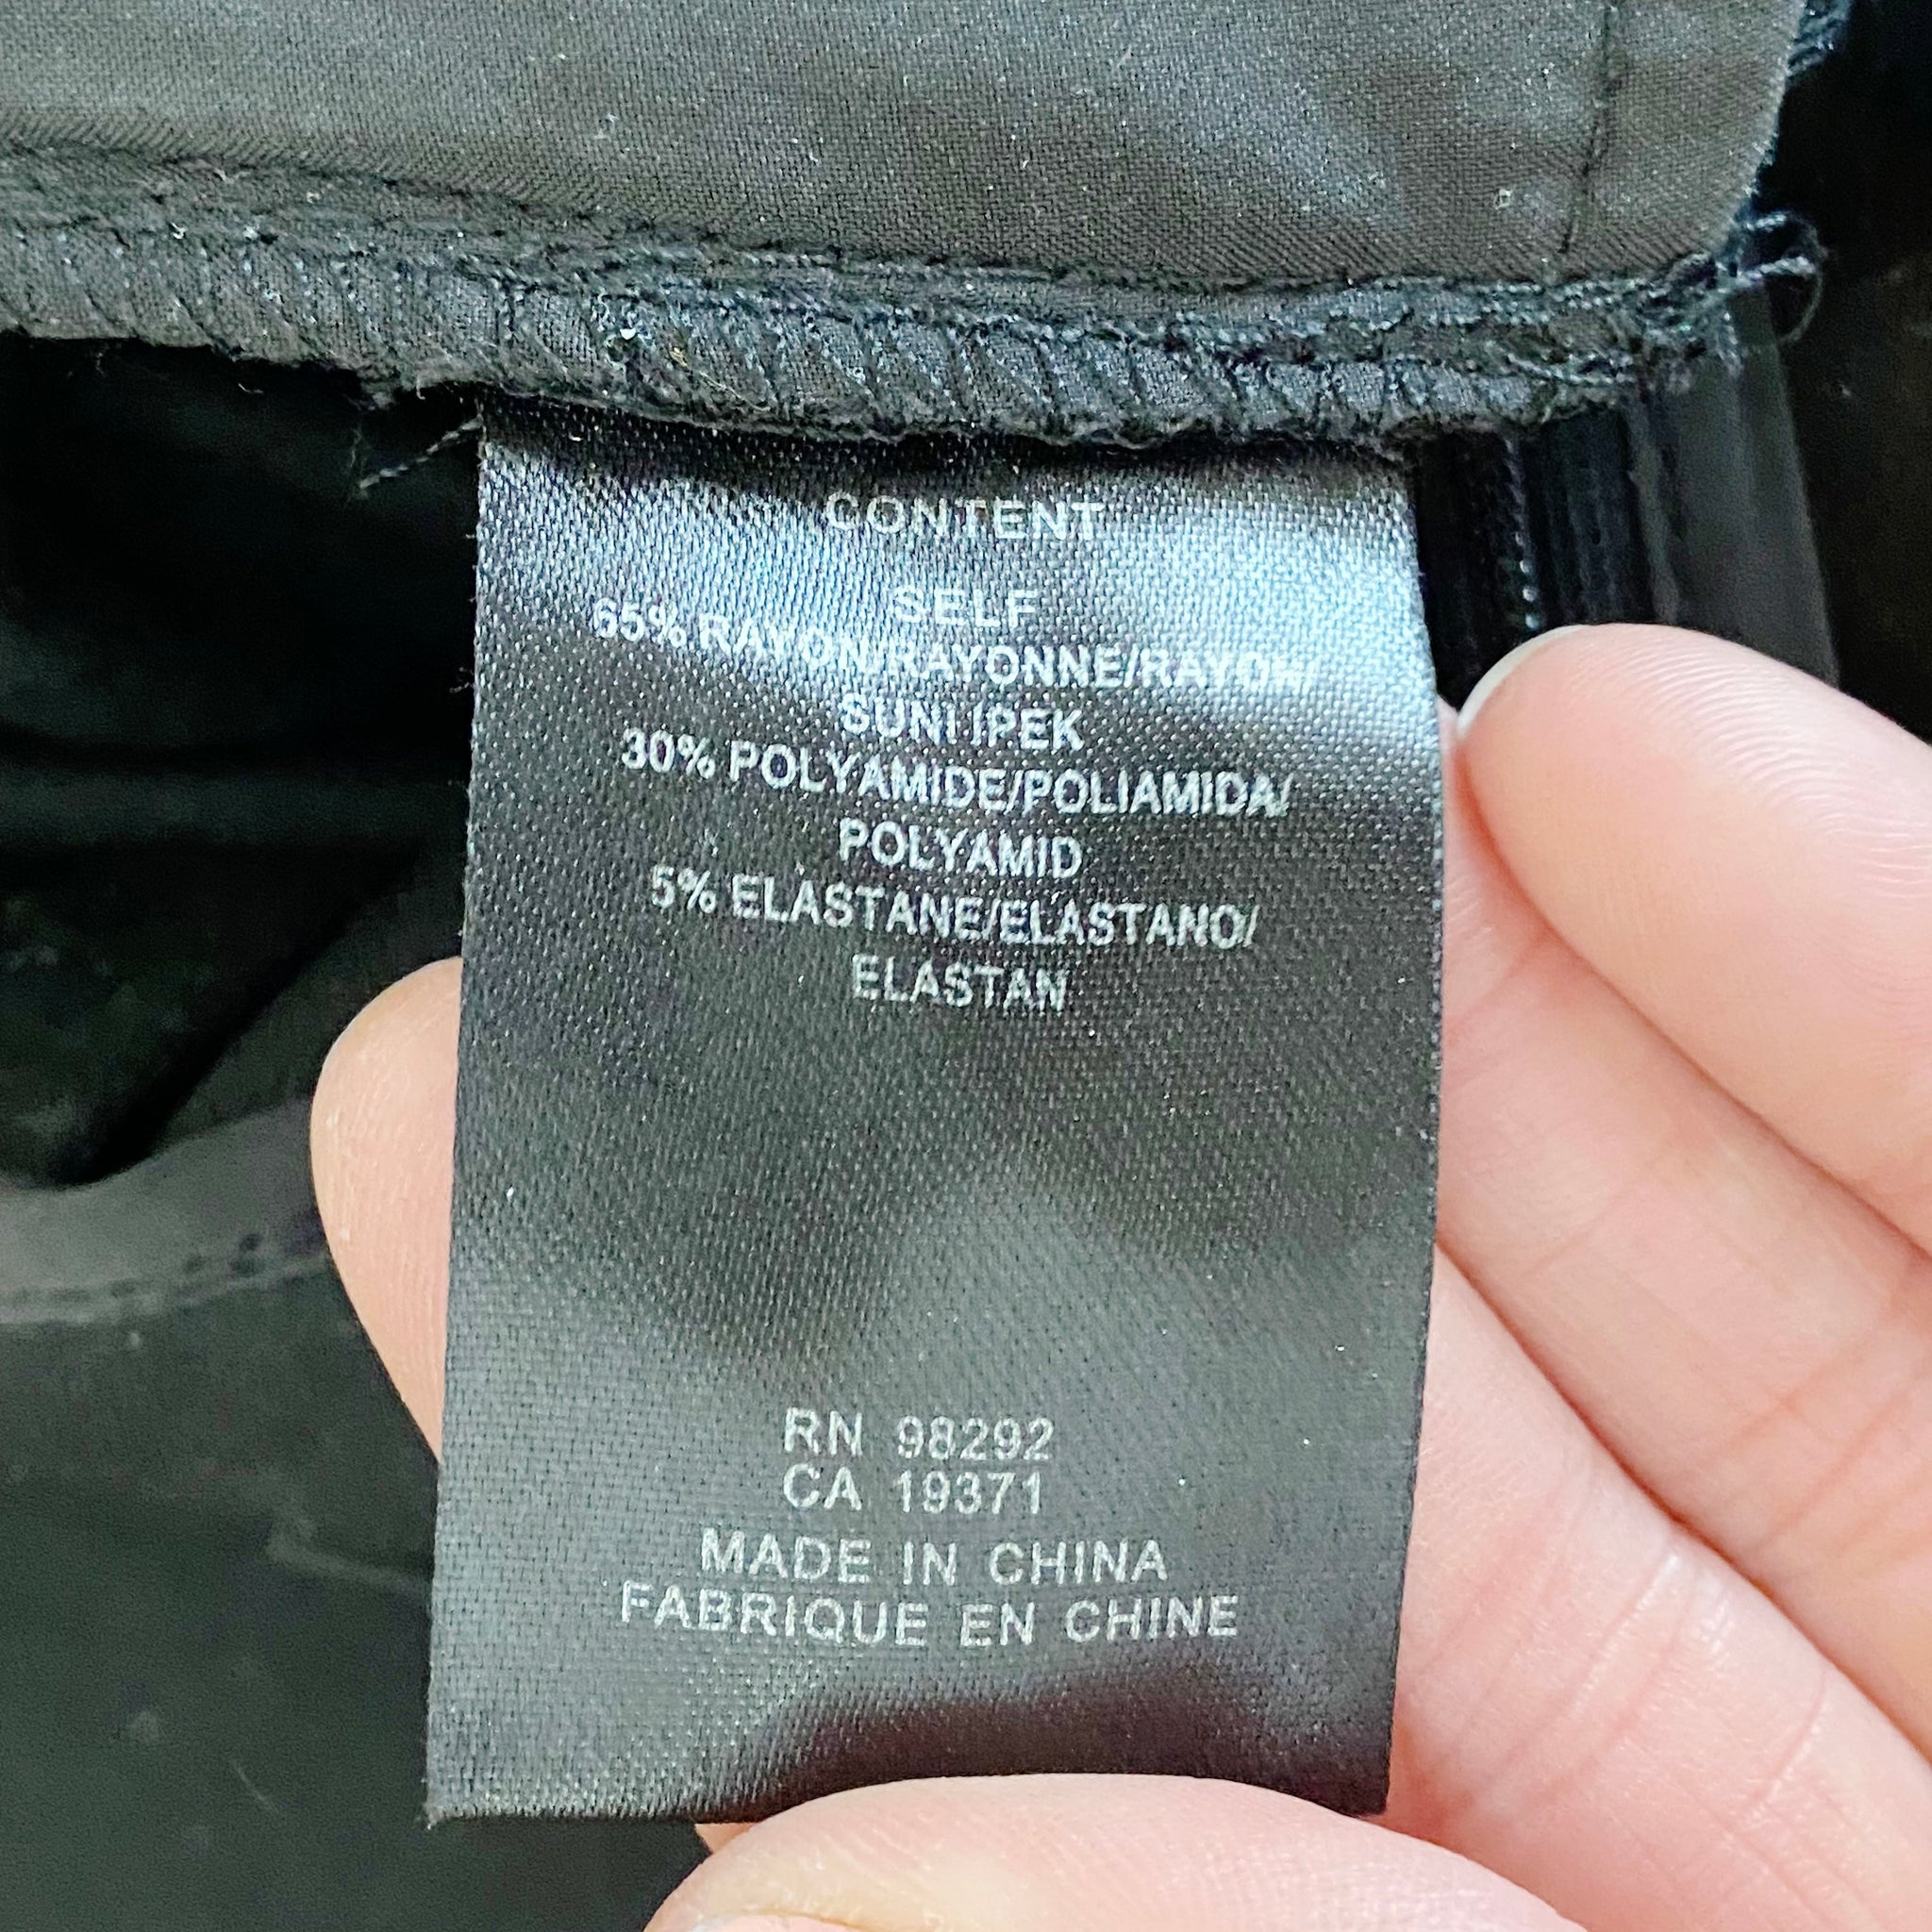 CONTENT
SELF
65% RAYON/RAYONNE/RAYON/
SUNI IPEK
30% POLYAMIDE/POLIAMIDA/
POLYAMID
5% ELASTANE/ELASTANO/
ELASTAN
RN 98292
CA 19371
MADE IN CHINA
FABRIQUE EN CHINE